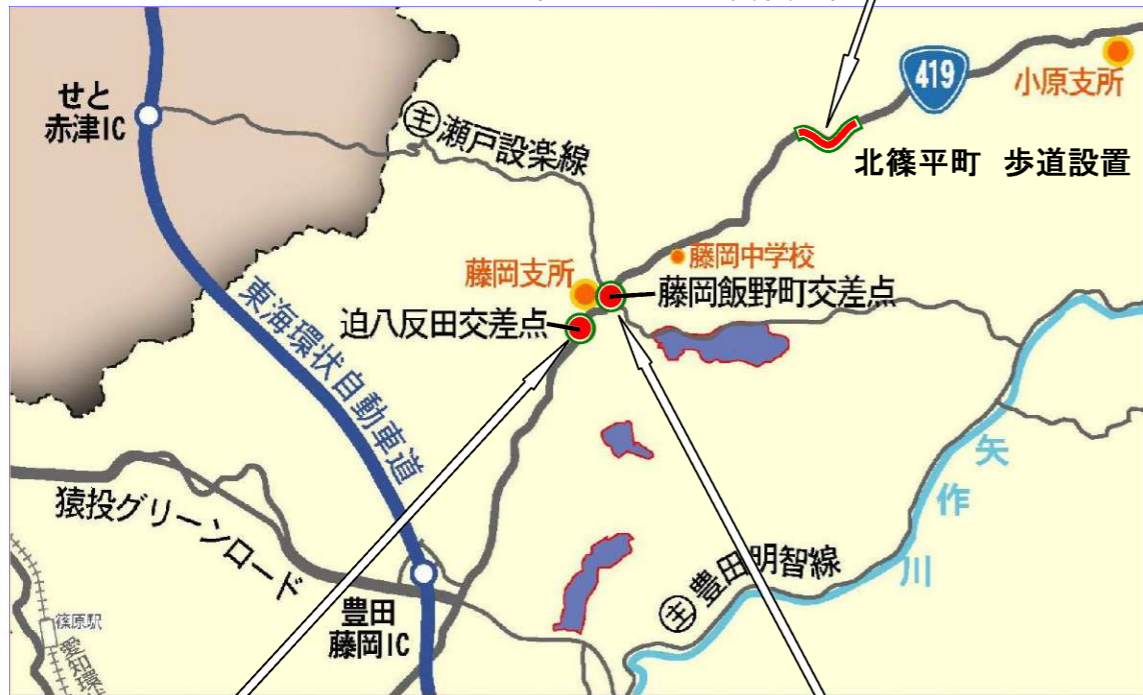 せと
赤津IC
主 瀬戸設楽線
419
小原支所
北篠平町 歩道設置
藤岡中学校
藤岡支所
藤岡飯野町交差点
迫八反田交差点
東海環状自動車道
猿投グリーンロード
矢作川
主 豊田明智線
豊田
藤岡IC
篠原駅
愛知環